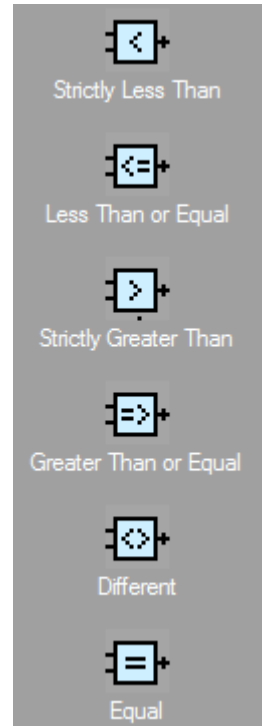 <
Strictly Less Than
<=
Less Than or Equal
>
Strictly Greater Than
=>
Greater Than or Equal
<>
Different
=
Equal